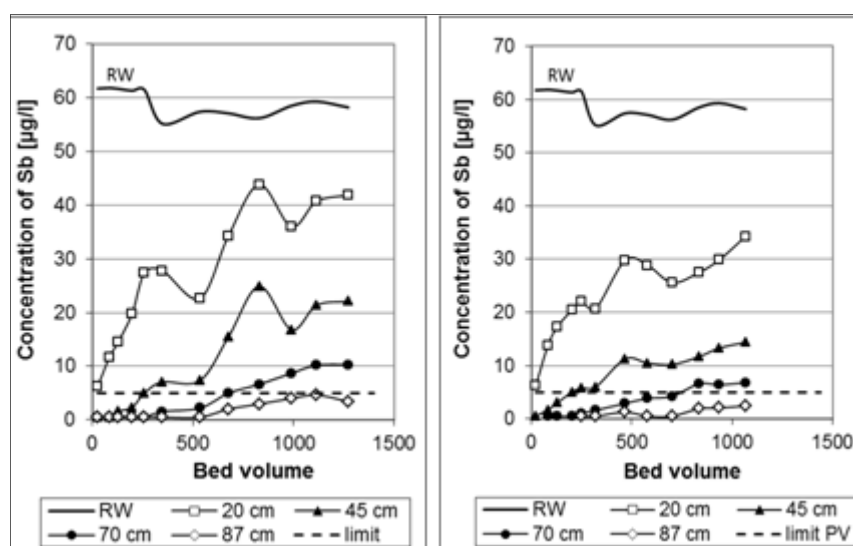 70
60
50
40
30
20
10
0
Concentration of Sb [µg/l]
RW
0 500 1000 1500
Bed volume
RW 20 cm 45 cm
70 cm 87 cm limit
70
60
50
40
30
20
10
0
Concentration of Sb [µg/l]
RW
0 500 1000 1500
Bed volume
RW 20 cm 45 cm
70 cm 87 cm limit PV